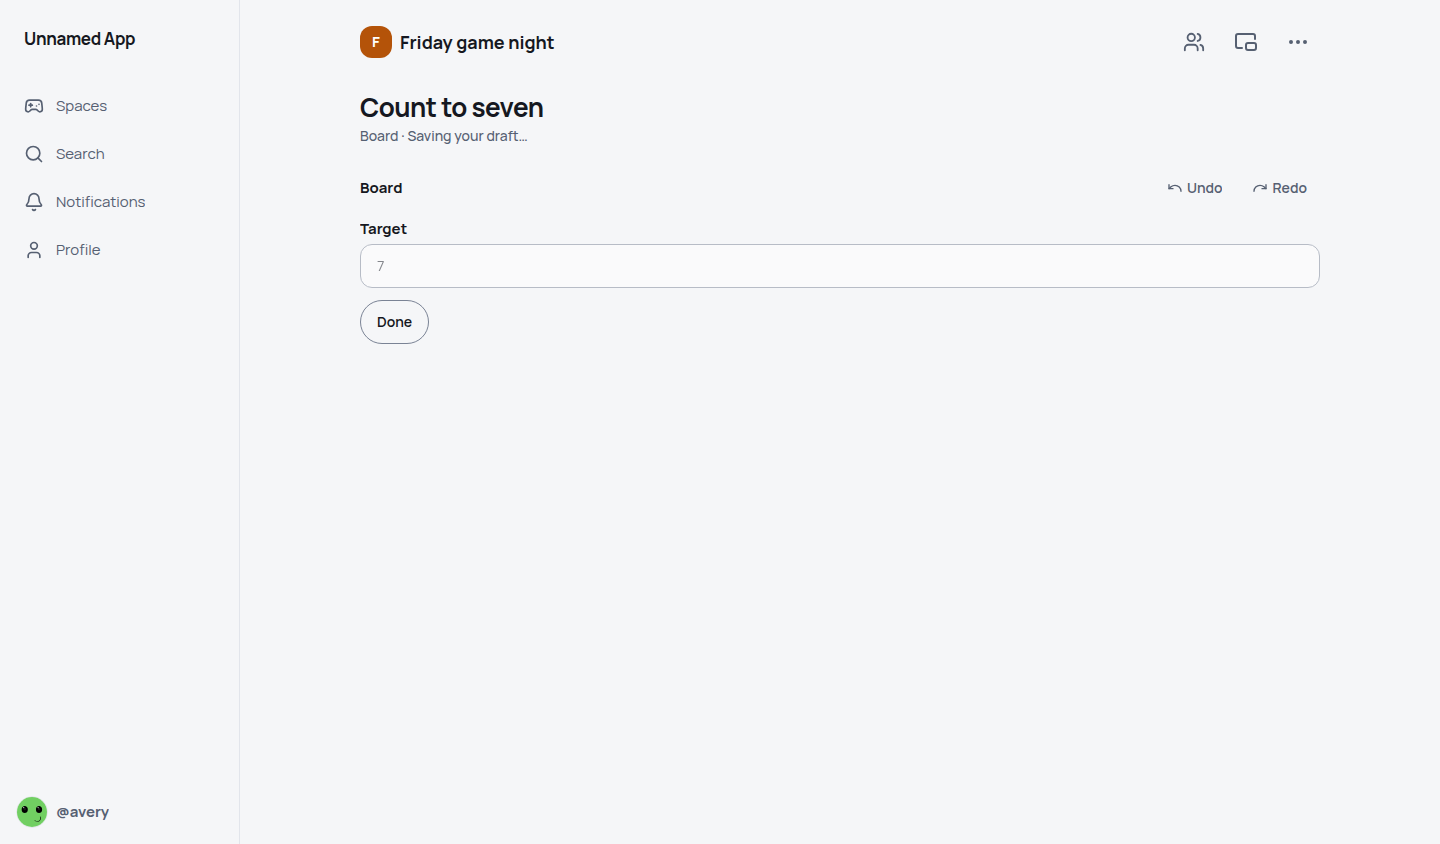 Unnamed App
Spaces
Search
Notifications
Profile
@avery
F Friday game night
Count to seven
Board · Saving your draft…
Board
Undo Redo
Target
7
Done